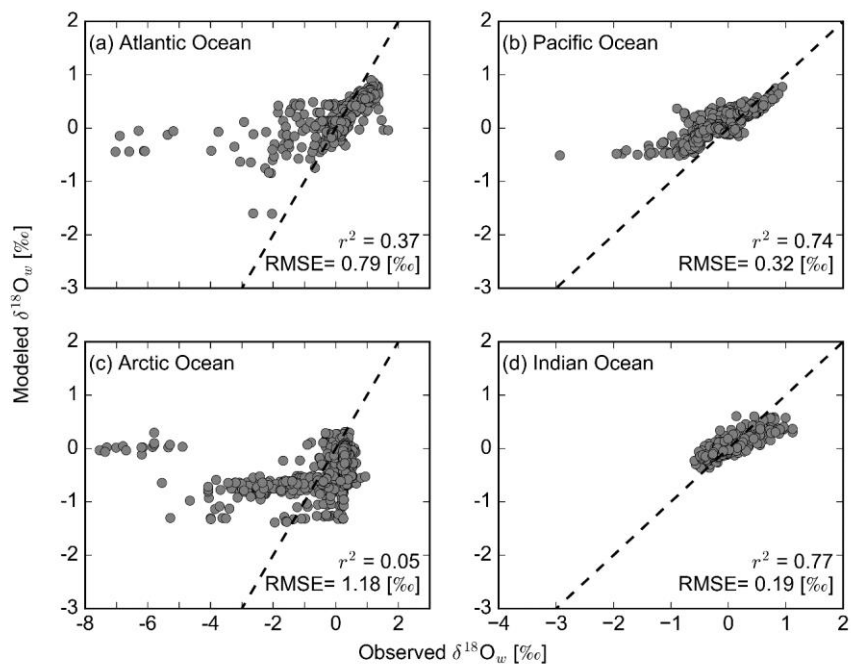 (a) Atlantic Ocean
2
1
0
-1
-2
-3
r² = 0.37
RMSE= 0.79 [‰]
(b) Pacific Ocean
2
1
0
-1
-2
-3
r² = 0.74
RMSE= 0.32 [‰]
Modeled δ¹⁸O_w [‰]
(c) Arctic Ocean
2
1
0
-1
-2
-3
r² = 0.05
RMSE= 1.18 [‰]
-8 -6 -4 -2 0 2
(d) Indian Ocean
2
1
0
-1
-2
-3
r² = 0.77
RMSE= 0.19 [‰]
-4 -3 -2 -1 0 1 2
Observed δ¹⁸O_w [‰]